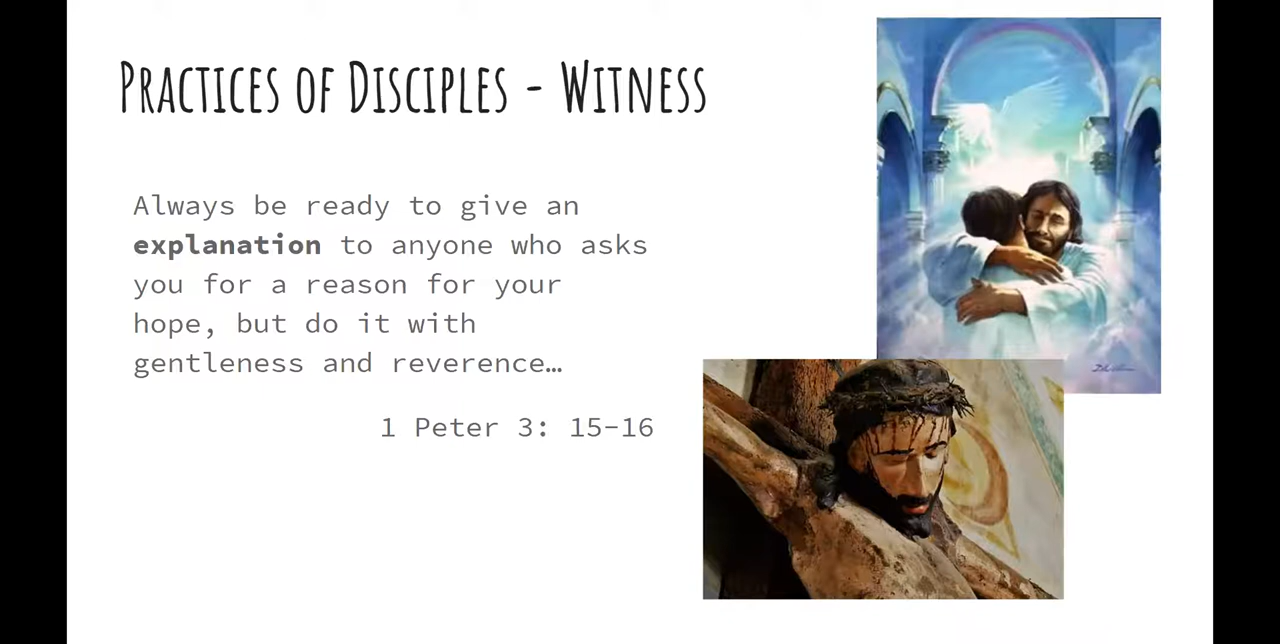 Practices of Disciples - Witness
Always be ready to give an
explanation to anyone who asks
you for a reason for your
hope, but do it with
gentleness and reverence…
1 Peter 3: 15-16